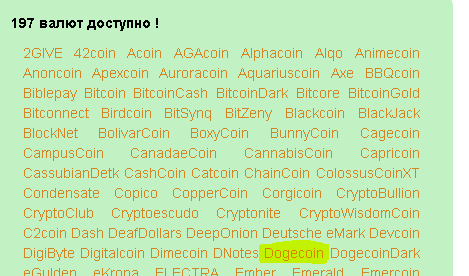 197 валют доступно !
2GIVE 42coin Acoin AGAcoin Alphacoin Alqo Animecoin
Anoncoin Apexcoin Auroracoin Aquariuscoin Axe BBQcoin
Biblepay Bitcoin BitcoinCash BitcoinDark Bitcore BitcoinGold
Bitconnect Birdcoin BitSynq BitZeny Blackcoin BlackJack
BlockNet BolivarCoin BoxyCoin BunnyCoin Cagecoin
CampusCoin CanadaeCoin CannabisCoin Capricoin
CassubianDetk CashCoin Catcoin ChainCoin ColossusCoinXT
Condensate Copico CopperCoin Corgicoin CryptoBullion
CryptoClub Cryptoescudo Cryptonite CryptoWisdomCoin
C2coin Dash DeafDollars DeepOnion Deutsche eMark Devcoin
DigiByte Digitalcoin Dimecoin DNotes Dogecoin DogecoinDark
eGulden eKrona ELECTRA Ember Emerald Emercoin